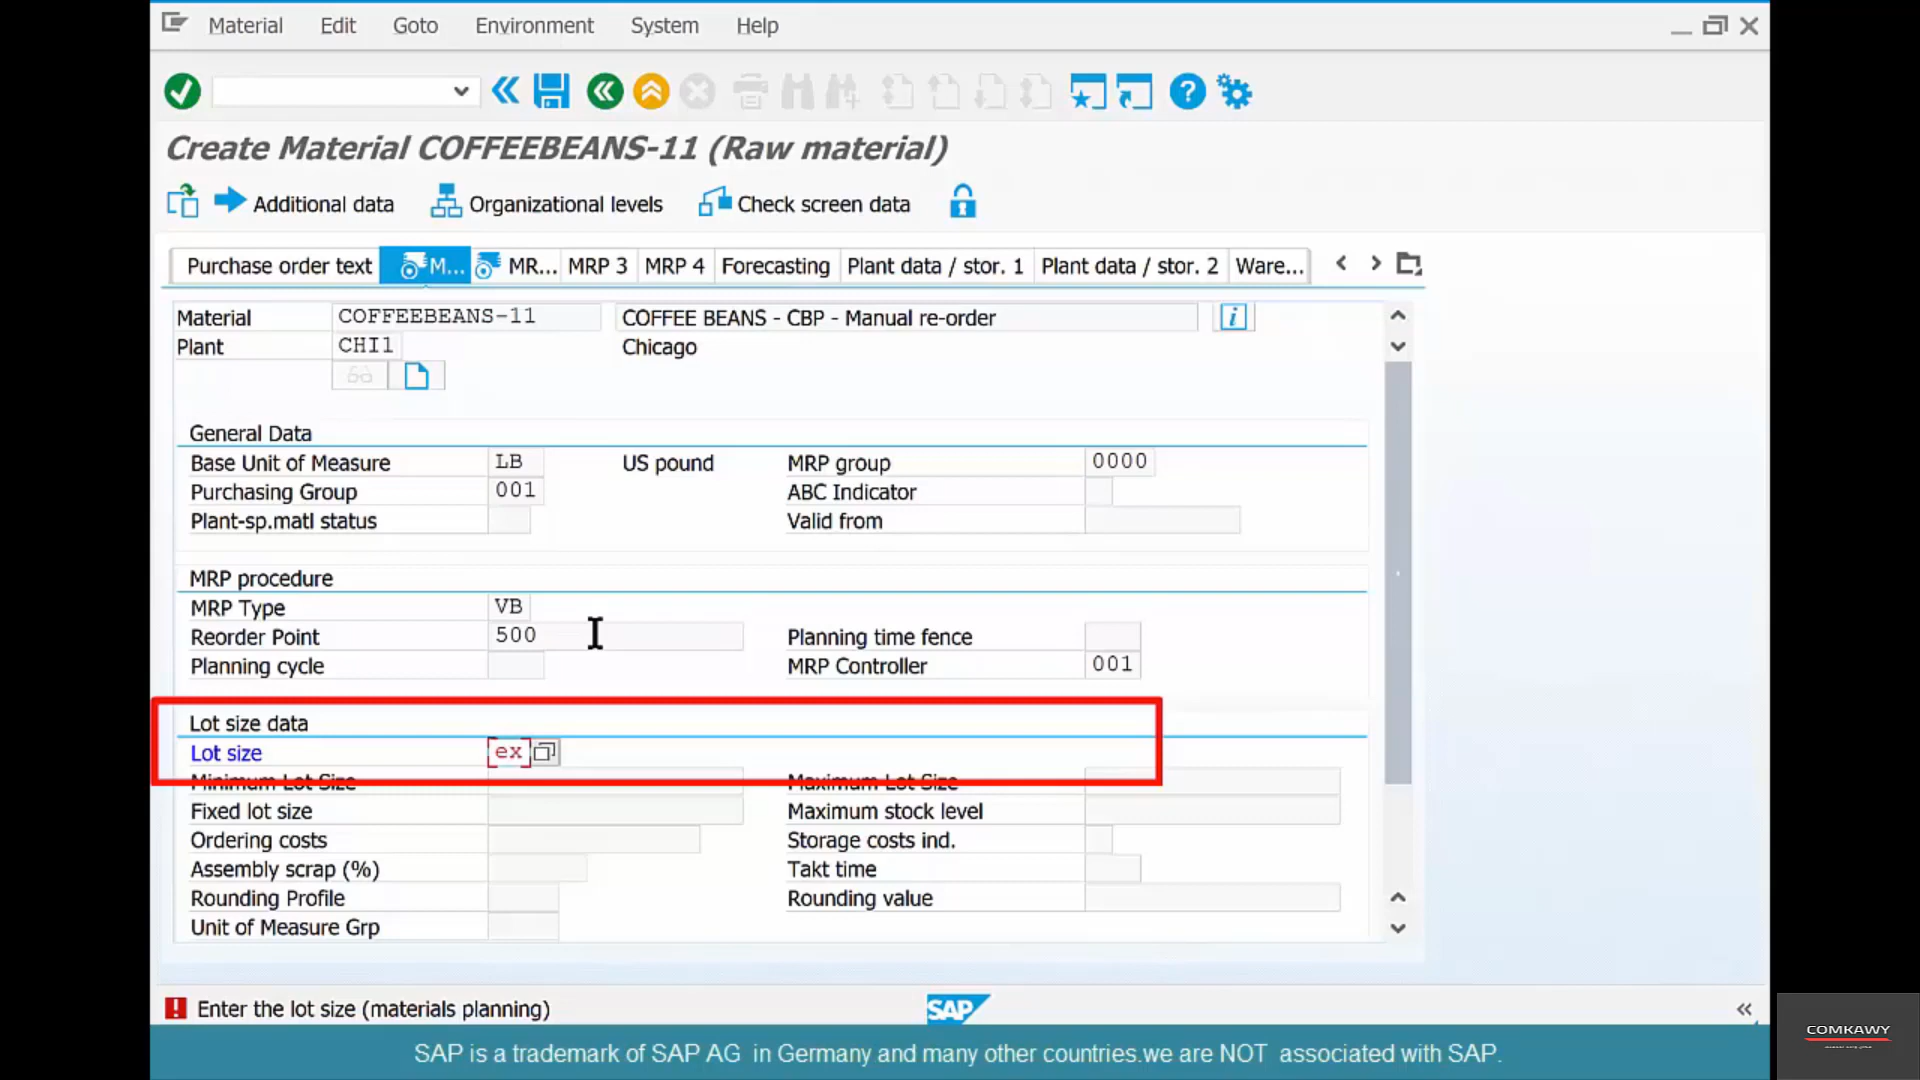 Material Edit Goto Environment System Help
Create Material COFFEEBEANS-11 (Raw material)
Additional data Organizational levels Check screen data
Purchase order text M... MR... MRP 3 MRP 4 Forecasting Plant data / stor. 1 Plant data / stor. 2 Ware...
Material COFFEEBEANS-11 COFFEE BEANS - CBP - Manual re-order
Plant CHI1 Chicago
General Data
Base Unit of Measure LB US pound MRP group 0000
Purchasing Group 001 ABC Indicator
Plant-sp.matl status Valid from
MRP procedure
MRP Type VB
Reorder Point 500 Planning time fence
Planning cycle MRP Controller 001
Lot size data
Lot size ex
Minimum Lot Size Maximum Lot Size
Fixed lot size Maximum stock level
Ordering costs Storage costs ind.
Assembly scrap (%) Takt time
Rounding Profile Rounding value
Unit of Measure Grp
Enter the lot size (materials planning) SAP
SAP is a trademark of SAP AG in Germany and many other countries.we are NOT associated with SAP.
COMKAWY